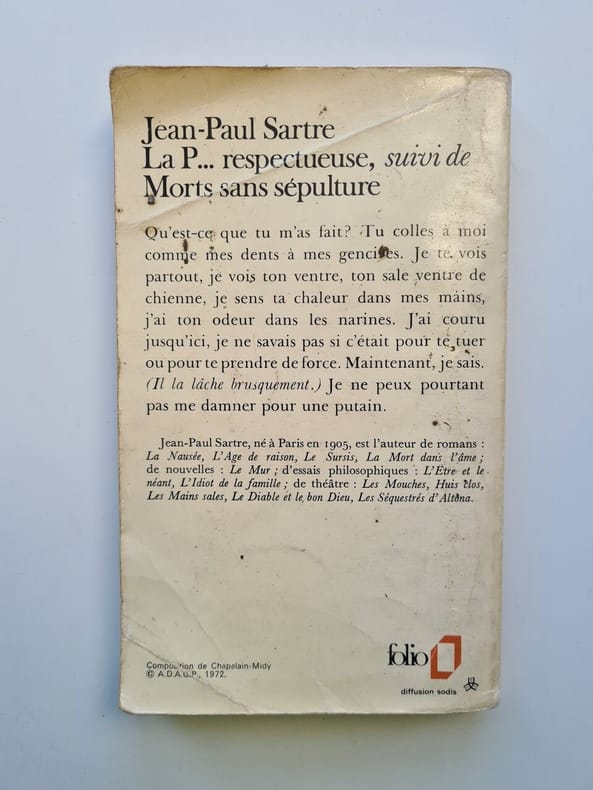 Jean-Paul Sartre
La P... respectueuse, suivi de
Morts sans sépulture
Qu'est-ce que tu m'as fait? Tu colles à moi
comme mes dents à mes gencives. Je te vois
partout, je vois ton ventre, ton sale ventre de
chienne, je sens ta chaleur dans mes mains,
j'ai ton odeur dans les narines. J'ai couru
jusqu'ici, je ne savais pas si c'était pour te tuer
ou pour te prendre de force. Maintenant, je sais.
(Il la lâche brusquement.) Je ne peux pourtant
pas me damner pour une putain.
Jean-Paul Sartre, né à Paris en 1905, est l'auteur de romans :
La Nausée, L'Age de raison, Le Sursis, La Mort dans l'âme ;
de nouvelles : Le Mur ; d'essais philosophiques : L'Être et le
néant, L'Idiot de la famille ; de théâtre : Les Mouches, Huis clos,
Les Mains sales, Le Diable et le bon Dieu, Les Séquestrés d'Altona.
Composition de Chapelain-Midy
© A.D.A.G.P., 1972.
folio
diffusion sodis